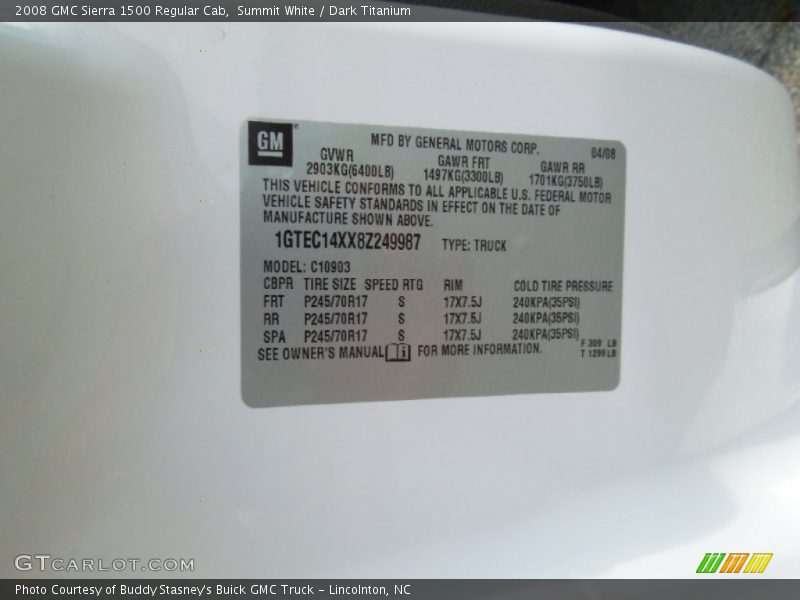 2008 GMC Sierra 1500 Regular Cab,  Summit White / Dark Titanium
GM
MFD BY GENERAL MOTORS CORP. 04/08
GVWR GAWR FRT GAWR RR
2903KG(6400LB) 1497KG(3300LB) 1701KG(3750LB)
THIS VEHICLE CONFORMS TO ALL APPLICABLE U.S. FEDERAL MOTOR
VEHICLE SAFETY STANDARDS IN EFFECT ON THE DATE OF
MANUFACTURE SHOWN ABOVE.
1GTEC14XX8Z249987 TYPE: TRUCK
MODEL: C10903
CBPR TIRE SIZE SPEED RTG RIM COLD TIRE PRESSURE
FRT P245/70R17 S 17X7.5J 240KPA(35PSI)
RR P245/70R17 S 17X7.5J 240KPA(35PSI)
SPA P245/70R17 S 17X7.5J 240KPA(35PSI)
SEE OWNER'S MANUAL FOR MORE INFORMATION.
F 309 LB
T 1299 LB
GTCARLOT.COM
Photo Courtesy of Buddy Stasney's Buick GMC Truck - Lincolnton, NC